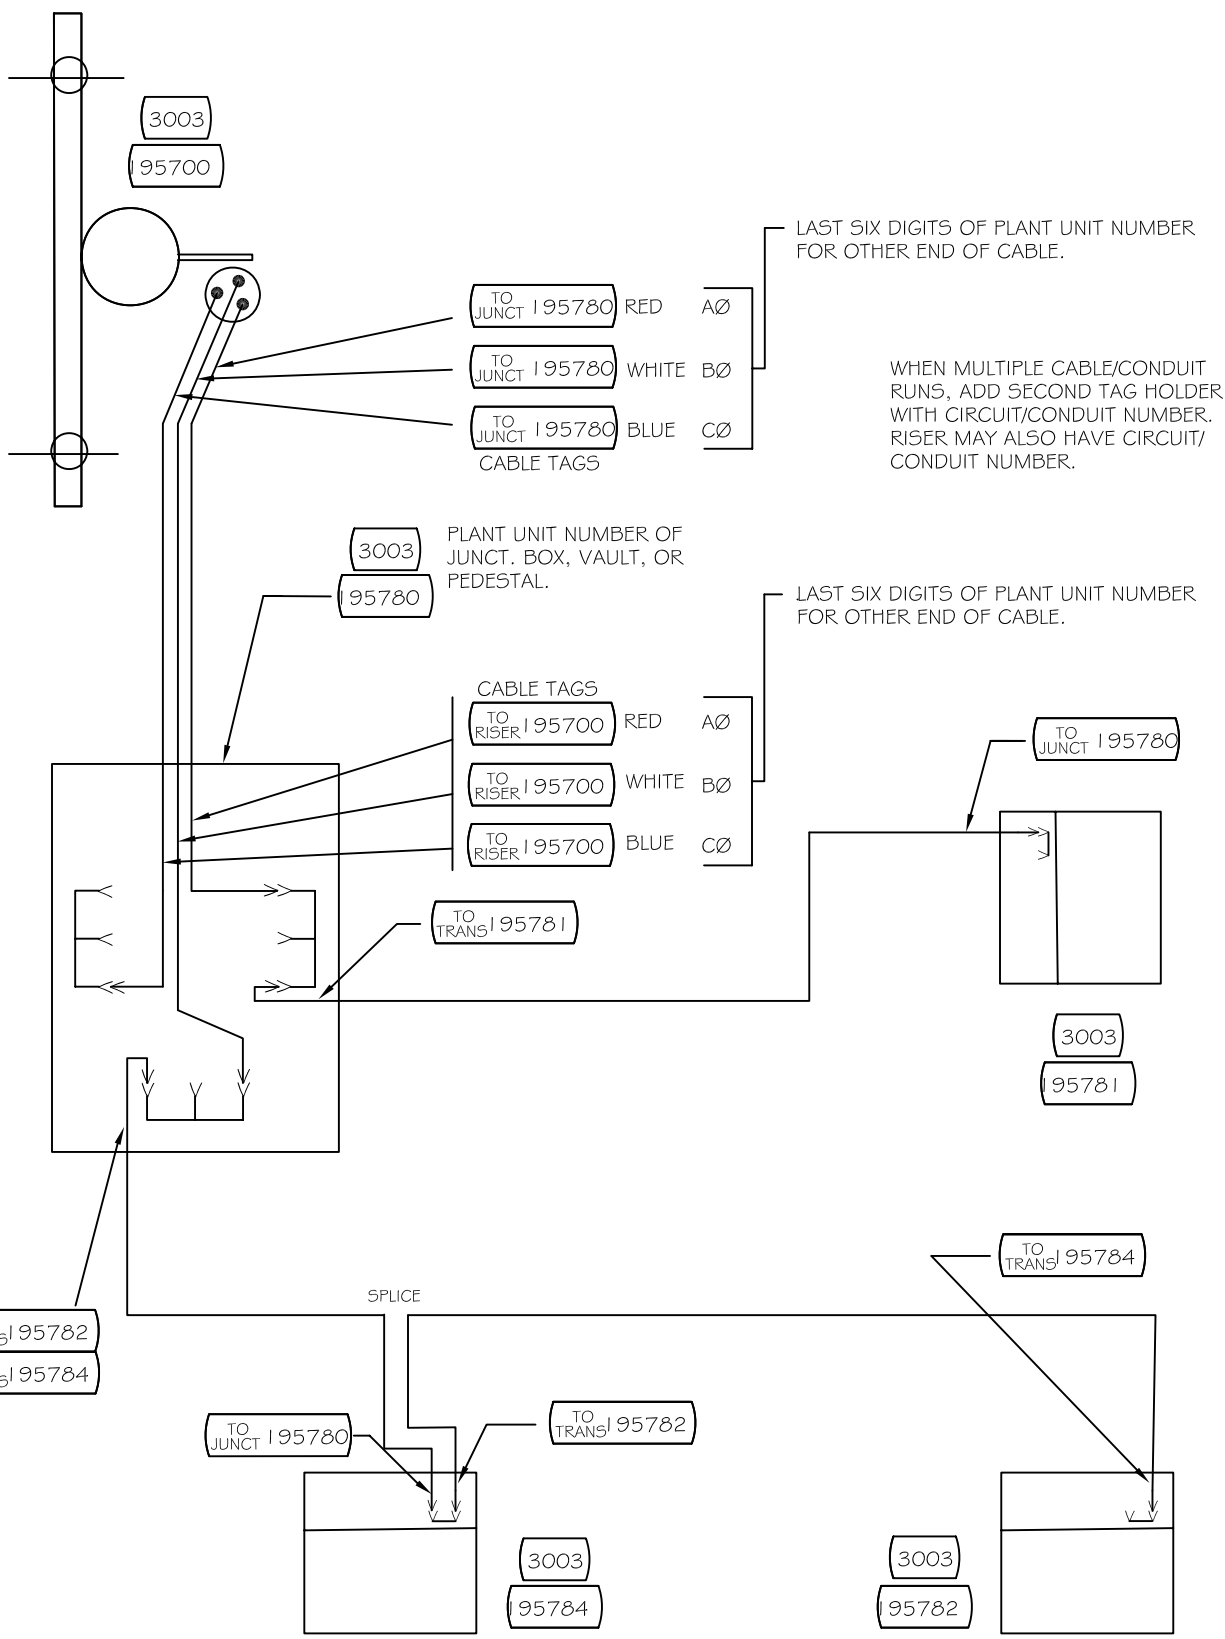 3003
195700
LAST SIX DIGITS OF PLANT UNIT NUMBER
FOR OTHER END OF CABLE.
TO JUNCT 195780 RED AØ
TO JUNCT 195780 WHITE BØ
TO JUNCT 195780 BLUE CØ
CABLE TAGS
WHEN MULTIPLE CABLE/CONDUIT
RUNS, ADD SECOND TAG HOLDER
WITH CIRCUIT/CONDUIT NUMBER.
RISER MAY ALSO HAVE CIRCUIT/
CONDUIT NUMBER.
3003
195780
PLANT UNIT NUMBER OF
JUNCT. BOX, VAULT, OR
PEDESTAL.
LAST SIX DIGITS OF PLANT UNIT NUMBER
FOR OTHER END OF CABLE.
CABLE TAGS
TO RISER 195700 RED AØ
TO RISER 195700 WHITE BØ
TO RISER 195700 BLUE CØ
TO JUNCT 195780
TO TRANS 195781
3003
195781
TO TRANS 195784
SPLICE
S 195782
S 195784
TO JUNCT 195780
TO TRANS 195782
3003
195784
3003
195782